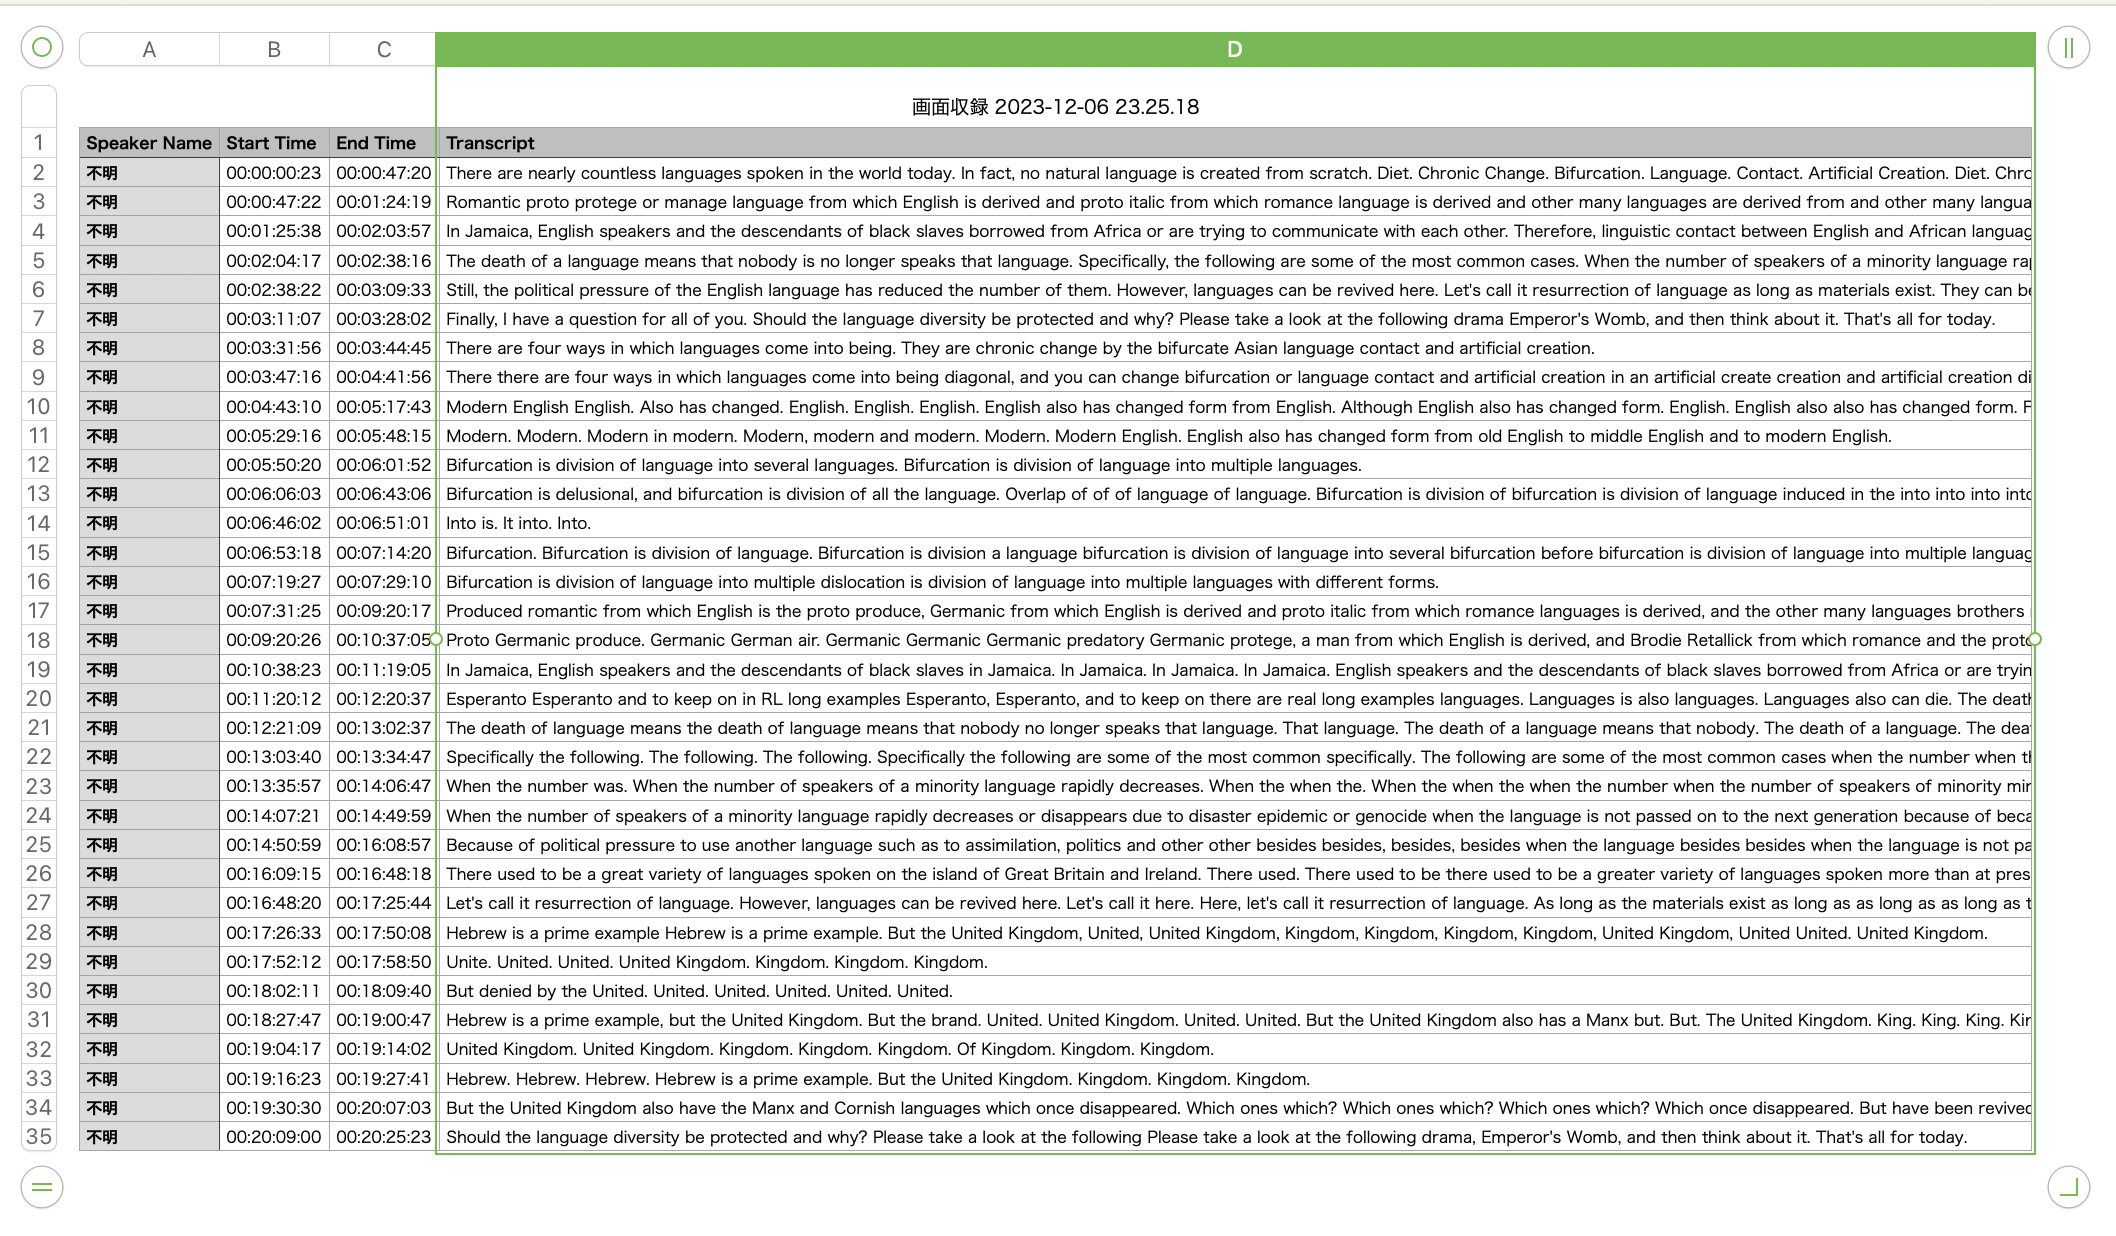 A B C D
画面収録 2023-12-06 23.25.18
1 Speaker Name Start Time End Time Transcript
2 不明 00:00:00:23 00:00:47:20 There are nearly countless languages spoken in the world today. In fact, no natural language is created from scratch. Diet. Chronic Change. Bifurcation. Language. Contact. Artificial Creation. Diet. Chro
3 不明 00:00:47:22 00:01:24:19 Romantic proto protege or manage language from which English is derived and proto italic from which romance language is derived and other many languages are derived from and other many langua
4 不明 00:01:25:38 00:02:03:57 In Jamaica, English speakers and the descendants of black slaves borrowed from Africa or are trying to communicate with each other. Therefore, linguistic contact between English and African languag
5 不明 00:02:04:17 00:02:38:16 The death of a language means that nobody is no longer speaks that language. Specifically, the following are some of the most common cases. When the number of speakers of a minority language rap
6 不明 00:02:38:22 00:03:09:33 Still, the political pressure of the English language has reduced the number of them. However, languages can be revived here. Let's call it resurrection of language as long as materials exist. They can be
7 不明 00:03:11:07 00:03:28:02 Finally, I have a question for all of you. Should the language diversity be protected and why? Please take a look at the following drama Emperor's Womb, and then think about it. That's all for today.
8 不明 00:03:31:56 00:03:44:45 There are four ways in which languages come into being. They are chronic change by the bifurcate Asian language contact and artificial creation.
9 不明 00:03:47:16 00:04:41:56 There there are four ways in which languages come into being diagonal, and you can change bifurcation or language contact and artificial creation in an artificial create creation and artificial creation di
10 不明 00:04:43:10 00:05:17:43 Modern English English. Also has changed. English. English. English. English also has changed form from English. Although English also has changed form. English. English also also has changed form. F
11 不明 00:05:29:16 00:05:48:15 Modern. Modern. Modern in modern. Modern, modern and modern. Modern. Modern English. English also has changed form from old English to middle English and to modern English.
12 不明 00:05:50:20 00:06:01:52 Bifurcation is division of language into several languages. Bifurcation is division of language into multiple languages.
13 不明 00:06:06:03 00:06:43:06 Bifurcation is delusional, and bifurcation is division of all the language. Overlap of of of language of language. Bifurcation is division of bifurcation is division of language induced in the into into into into
14 不明 00:06:46:02 00:06:51:01 Into is. It into. Into.
15 不明 00:06:53:18 00:07:14:20 Bifurcation. Bifurcation is division of language. Bifurcation is division a language bifurcation is division of language into several bifurcation before bifurcation is division of language into multiple languag
16 不明 00:07:19:27 00:07:29:10 Bifurcation is division of language into multiple dislocation is division of language into multiple languages with different forms.
17 不明 00:07:31:25 00:09:20:17 Produced romantic from which English is the proto produce, Germanic from which English is derived and proto italic from which romance languages is derived, and the other many languages brothers
18 不明 00:09:20:26 00:10:37:05 Proto Germanic produce. Germanic German air. Germanic Germanic Germanic predatory Germanic protege, a man from which English is derived, and Brodie Retallick from which romance and the proto
19 不明 00:10:38:23 00:11:19:05 In Jamaica, English speakers and the descendants of black slaves in Jamaica. In Jamaica. In Jamaica. In Jamaica. English speakers and the descendants of black slaves borrowed from Africa or are tryin
20 不明 00:11:20:12 00:12:20:37 Esperanto Esperanto and to keep on in RL long examples Esperanto, Esperanto, and to keep on there are real long examples languages. Languages is also languages. Languages also can die. The death
21 不明 00:12:21:09 00:13:02:37 The death of language means the death of language means that nobody no longer speaks that language. That language. The death of a language means that nobody. The death of a language. The dea
22 不明 00:13:03:40 00:13:34:47 Specifically the following. The following. The following. Specifically the following are some of the most common specifically. The following are some of the most common cases when the number when th
23 不明 00:13:35:57 00:14:06:47 When the number was. When the number of speakers of a minority language rapidly decreases. When the when the. When the when the when the number when the number of speakers of minority mir
24 不明 00:14:07:21 00:14:49:59 When the number of speakers of a minority language rapidly decreases or disappears due to disaster epidemic or genocide when the language is not passed on to the next generation because of beca
25 不明 00:14:50:59 00:16:08:57 Because of political pressure to use another language such as to assimilation, politics and other other besides besides, besides, besides when the language besides besides when the language is not pa
26 不明 00:16:09:15 00:16:48:18 There used to be a great variety of languages spoken on the island of Great Britain and Ireland. There used. There used to be there used to be a greater variety of languages spoken more than at pres
27 不明 00:16:48:20 00:17:25:44 Let's call it resurrection of language. However, languages can be revived here. Let's call it here. Here, let's call it resurrection of language. As long as the materials exist as long as as long as as long as t
28 不明 00:17:26:33 00:17:50:08 Hebrew is a prime example Hebrew is a prime example. But the United Kingdom, United, United Kingdom, Kingdom, Kingdom, Kingdom, Kingdom, United Kingdom, United United. United Kingdom.
29 不明 00:17:52:12 00:17:58:50 Unite. United. United. United Kingdom. Kingdom. Kingdom. Kingdom.
30 不明 00:18:02:11 00:18:09:40 But denied by the United. United. United. United. United. United.
31 不明 00:18:27:47 00:19:00:47 Hebrew is a prime example, but the United Kingdom. But the brand. United. United Kingdom. United. United. But the United Kingdom also has a Manx but. But. The United Kingdom. King. King. King. Kir
32 不明 00:19:04:17 00:19:14:02 United Kingdom. United Kingdom. Kingdom. Kingdom. Kingdom. Of Kingdom. Kingdom. Kingdom.
33 不明 00:19:16:23 00:19:27:41 Hebrew. Hebrew. Hebrew. Hebrew is a prime example. But the United Kingdom. Kingdom. Kingdom. Kingdom.
34 不明 00:19:30:30 00:20:07:03 But the United Kingdom also have the Manx and Cornish languages which once disappeared. Which ones which? Which ones which? Which ones which? Which once disappeared. But have been revived
35 不明 00:20:09:00 00:20:25:23 Should the language diversity be protected and why? Please take a look at the following Please take a look at the following drama, Emperor's Womb, and then think about it. That's all for today.